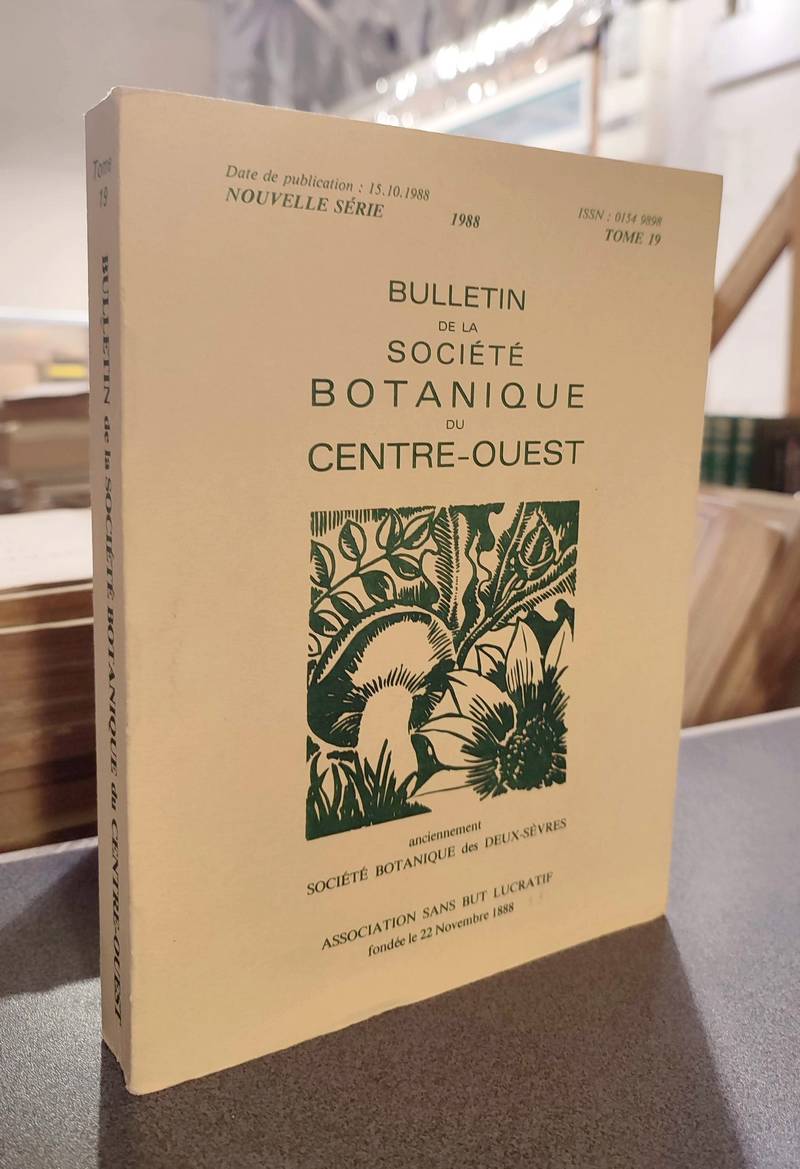 Tome
19
BULLETIN de la SOCIÉTÉ BOTANIQUE du CENTRE-OUEST
Date de publication : 15.10.1988
NOUVELLE SÉRIE
1988
ISSN : 0154 9898
TOME 19
BULLETIN
DE LA
SOCIÉTÉ
BOTANIQUE
DU
CENTRE-OUEST
anciennement
SOCIÉTÉ BOTANIQUE des DEUX-SÈVRES
ASSOCIATION SANS BUT LUCRATIF
fondée le 22 Novembre 1888